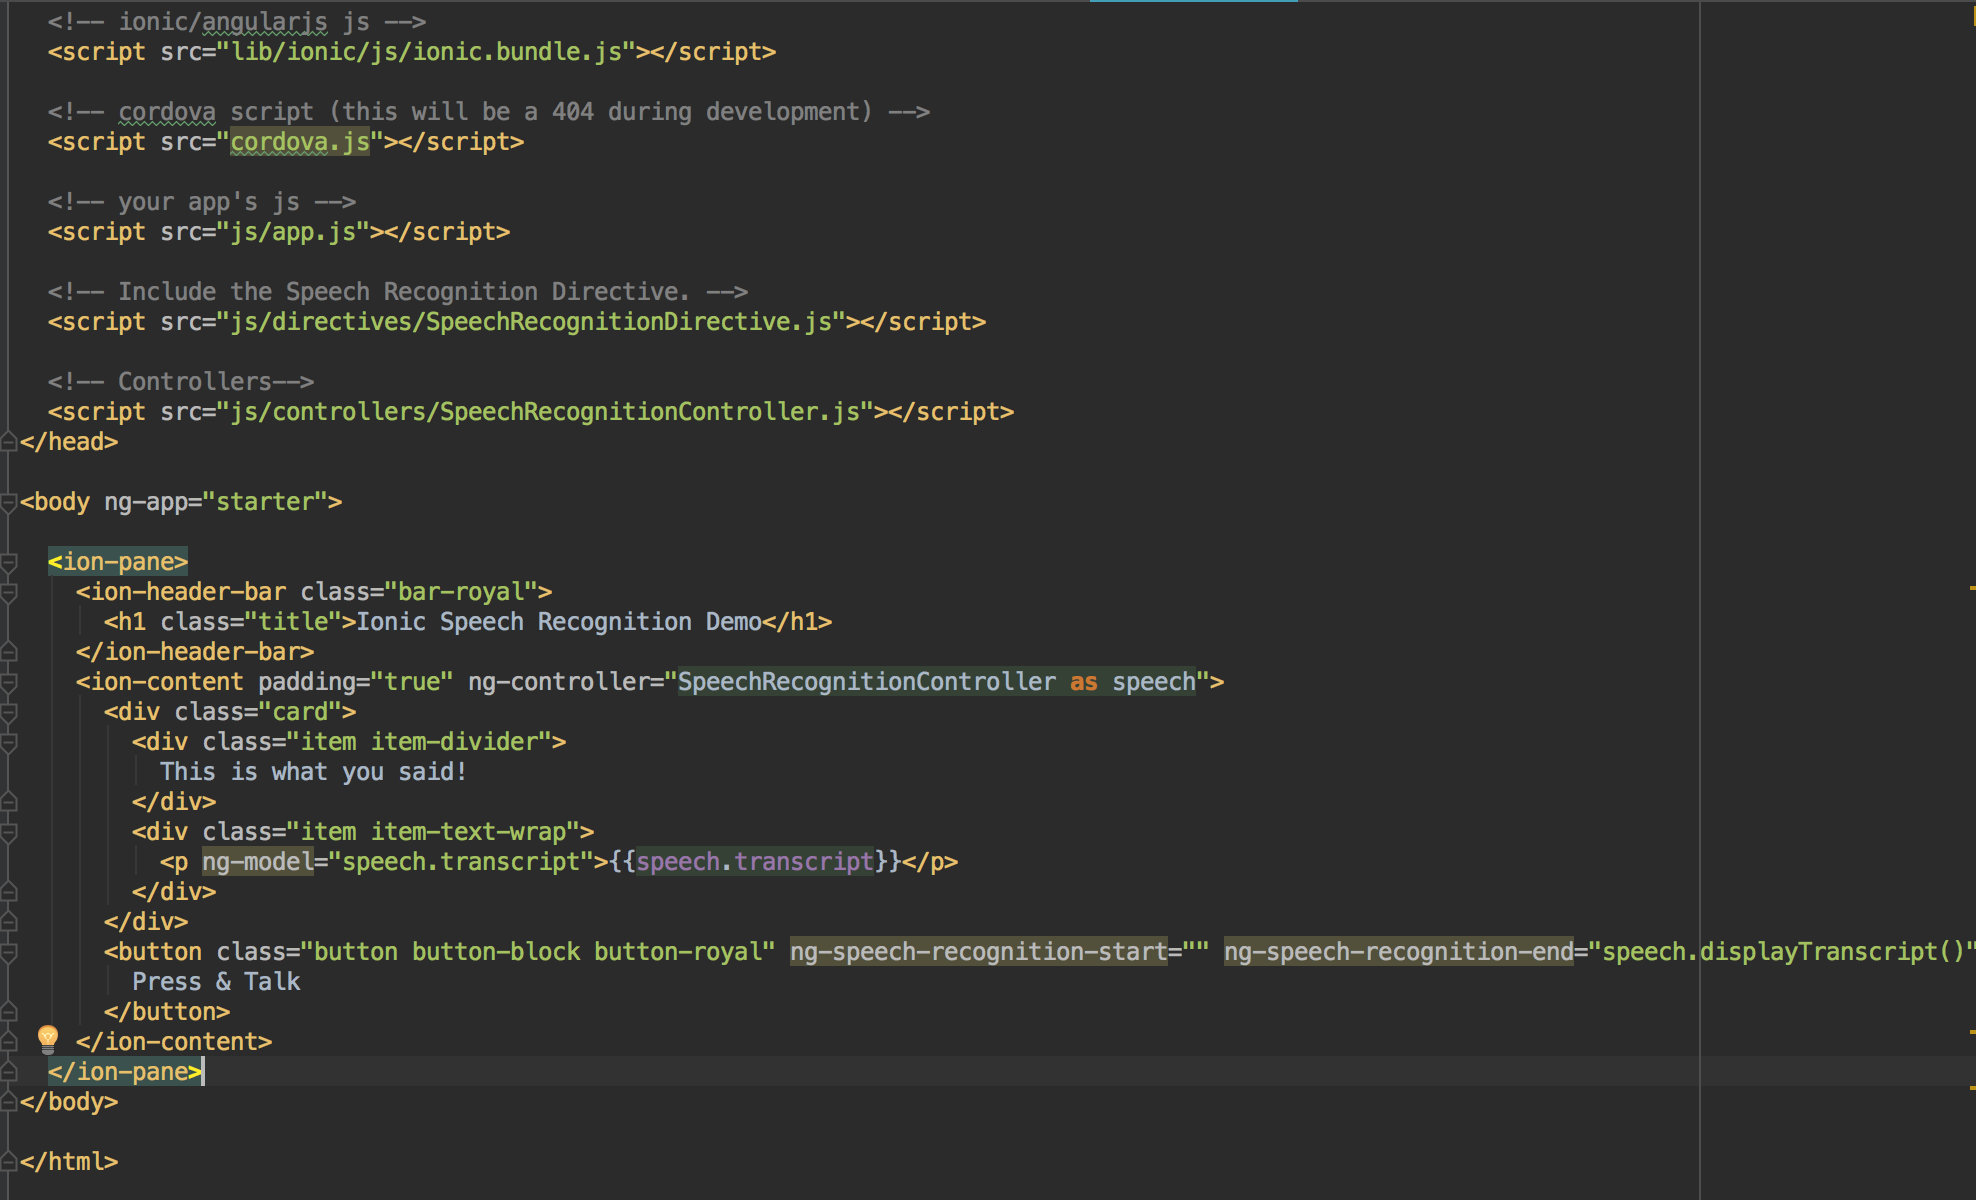 <!-- ionic/angularjs js -->
<script src="lib/ionic/js/ionic.bundle.js"></script>
<!-- cordova script (this will be a 404 during development) -->
<script src="cordova.js"></script>
<!-- your app's js -->
<script src="js/app.js"></script>
<!-- Include the Speech Recognition Directive. -->
<script src="js/directives/SpeechRecognitionDirective.js"></script>
<!-- Controllers-->
<script src="js/controllers/SpeechRecognitionController.js"></script>
</head>
<body ng-app="starter">
<ion-pane>
<ion-header-bar class="bar-royal">
<h1 class="title">Ionic Speech Recognition Demo</h1>
</ion-header-bar>
<ion-content padding="true" ng-controller="SpeechRecognitionController as speech">
<div class="card">
<div class="item item-divider">
This is what you said!
</div>
<div class="item item-text-wrap">
<p ng-model="speech.transcript">{{speech.transcript}}</p>
</div>
</div>
<button class="button button-block button-royal" ng-speech-recognition-start="" ng-speech-recognition-end="speech.displayTranscript()"
Press & Talk
</button>
</ion-content>
</ion-pane>
</body>
</html>